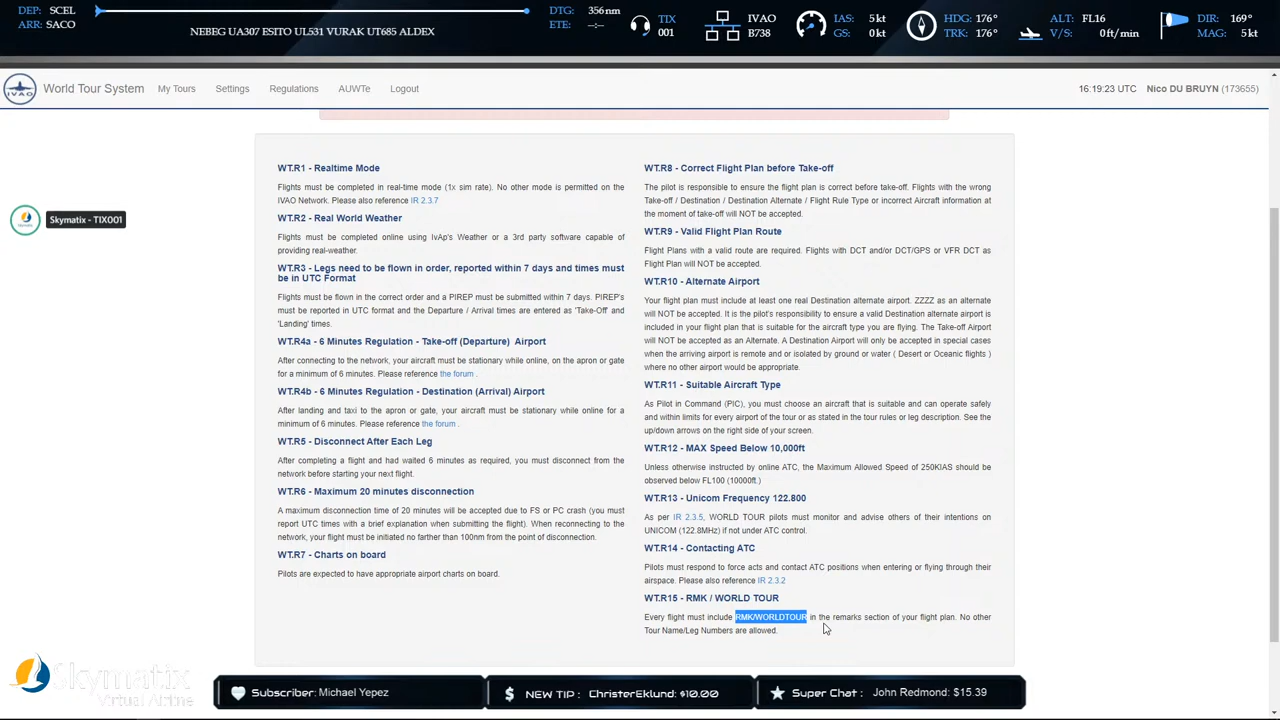 DEP: SCEL
ARR: SACO
NEBEG UA307 ESITO UL531 VURAK UT685 ALDEX
DTG: 356 nm
ETE: --:--
TIX
001
IVAO
B738
IAS: 5 kt
GS: 0 kt
HDG: 176°
TRK: 176°
ALT: FL16
V/S: 0 ft/min
DIR: 169°
MAG: 5 kt
IVAO
World Tour System My Tours Settings Regulations AUWTe Logout 16:19:23 UTC Nico DU BRUYN (173655)
Skymatix - TIX001
WT.R1 - Realtime Mode
Flights must be completed in real-time mode (1x sim rate). No other mode is permitted on the
IVAO Network. Please also reference IR 2.3.7
WT.R2 - Real World Weather
Flights must be completed online using IvAp's Weather or a 3rd party software capable of
providing real-weather.
WT.R3 - Legs need to be flown in order, reported within 7 days and times must
be in UTC Format
Flights must be flown in the correct order and a PIREP must be submitted within 7 days. PIREP's
must be reported in UTC format and the Departure / Arrival times are entered as 'Take-Off' and
'Landing' times.
WT.R4a - 6 Minutes Regulation - Take-off (Departure) Airport
After connecting to the network, your aircraft must be stationary while online, on the apron or gate
for a minimum of 6 minutes. Please reference the forum .
WT.R4b - 6 Minutes Regulation - Destination (Arrival) Airport
After landing and taxi to the apron or gate, your aircraft must be stationary while online for a
minimum of 6 minutes. Please reference the forum .
WT.R5 - Disconnect After Each Leg
After completing a flight and had waited 6 minutes as required, you must disconnect from the
network before starting your next flight.
WT.R6 - Maximum 20 minutes disconnection
A maximum disconnection time of 20 minutes will be accepted due to FS or PC crash (you must
report UTC times with a brief explanation when submitting the flight). When reconnecting to the
network, your flight must be initiated no farther than 100nm from the point of disconnection.
WT.R7 - Charts on board
Pilots are expected to have appropriate airport charts on board.
WT.R8 - Correct Flight Plan before Take-off
The pilot is responsible to ensure the flight plan is correct before take-off. Flights with the wrong
Take-off / Destination / Destination Alternate / Flight Rule Type or incorrect Aircraft information at
the moment of take-off will NOT be accepted.
WT.R9 - Valid Flight Plan Route
Flight Plans with a valid route are required. Flights with DCT and/or DCT/GPS or VFR DCT as
Flight Plan will NOT be accepted.
WT.R10 - Alternate Airport
Your flight plan must include at least one real Destination alternate airport. ZZZZ as an alternate
will NOT be accepted. It is the pilot's responsibility to ensure a valid Destination alternate airport is
included in your flight plan that is suitable for the aircraft type you are flying. The Take-off Airport
will NOT be accepted as an Alternate. A Destination Airport will only be accepted in special cases
when the arriving airport is remote and or isolated by ground or water ( Desert or Oceanic flights )
where no other airport would be appropriate.
WT.R11 - Suitable Aircraft Type
As Pilot in Command (PIC), you must choose an aircraft that is suitable and can operate safely
and within limits for every airport of the tour or as stated in the tour rules or leg description. See the
up/down arrows on the right side of your screen.
WT.R12 - MAX Speed Below 10,000ft
Unless otherwise instructed by online ATC, the Maximum Allowed Speed of 250KIAS should be
observed below FL100 (10000ft.)
WT.R13 - Unicom Frequency 122.800
As per IR 2.3.5, WORLD TOUR pilots must monitor and advise others of their intentions on
UNICOM (122.8MHz) if not under ATC control.
WT.R14 - Contacting ATC
Pilots must respond to force acts and contact ATC positions when entering or flying through their
airspace. Please also reference IR 2.3.2
WT.R15 - RMK / WORLD TOUR
Every flight must include RMK/WORLDTOUR in the remarks section of your flight plan. No other
Tour Name/Leg Numbers are allowed.
Skymatix
Virtual Airline
Subscriber: Michael Yepez
$ NEW TIP : ChristerEklund: $10.00
Super Chat : John Redmond: $15.39